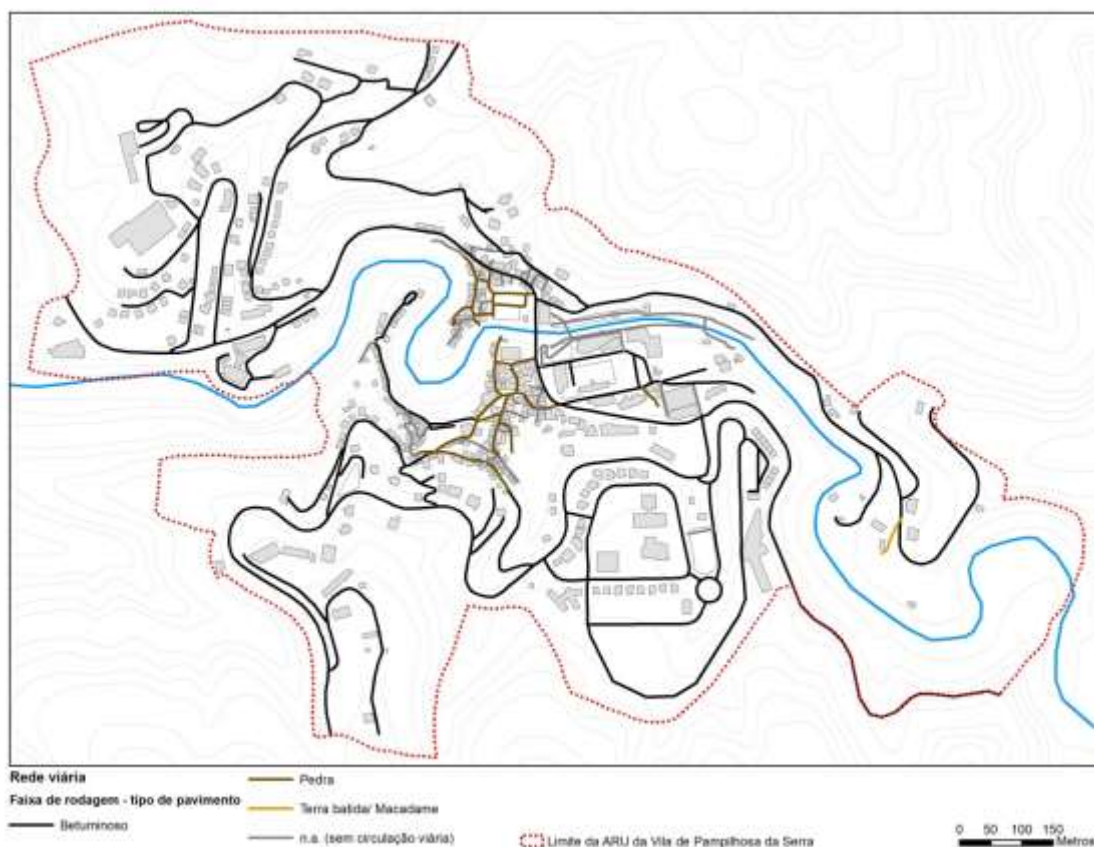 Rede viária
Faixa de rodagem - tipo de pavimento
Betuminoso
Pedra
Terra batida/ Macadame
n.a. (sem circulação viária)
Limite da ARU da Vila de Pampilhosa da Serra
0 50 100 150
Metros